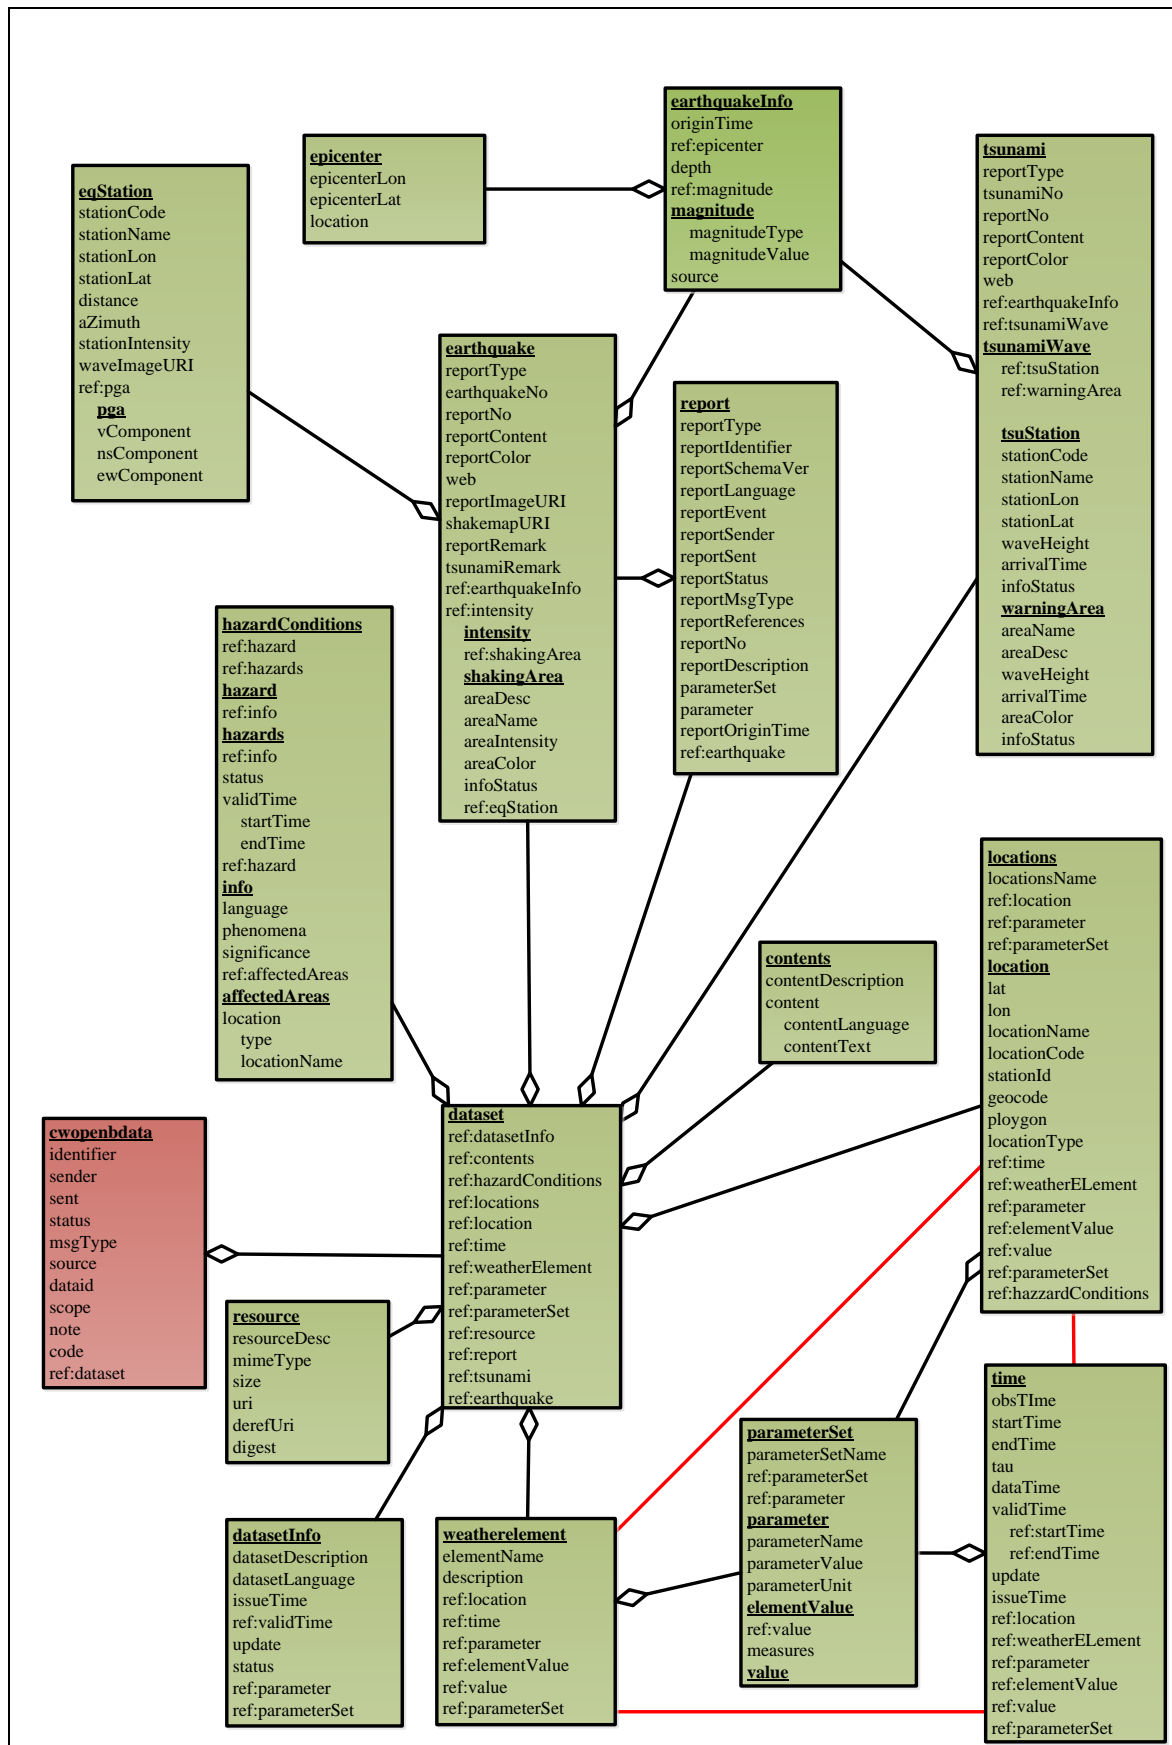 earthquakeInfo
originTime
ref:epicenter
depth
ref:magnitude
magnitude
magnitudeType
magnitudeValue
source
epicenter
epicenterLon
epicenterLat
location
tsunami
reportType
tsunamiNo
reportNo
reportContent
reportColor
web
ref:earthquakeInfo
ref:tsunamiWave
tsunamiWave
ref:tsuStation
ref:warningArea
tsuStation
stationCode
stationName
stationLon
stationLat
waveHeight
arrivalTime
infoStatus
warningArea
areaName
areaDesc
waveHeight
arrivalTime
areaColor
infoStatus
eqStation
stationCode
stationName
stationLon
stationLat
distance
aZimuth
stationIntensity
waveImageURI
ref:pga
pga
vComponent
nsComponent
ewComponent
earthquake
reportType
earthquakeNo
reportNo
reportContent
reportColor
web
reportImageURI
shakemapURI
reportRemark
tsunamiRemark
ref:earthquakeInfo
ref:intensity
intensity
ref:shakingArea
shakingArea
areaDesc
areaName
areaIntensity
areaColor
infoStatus
ref:eqStation
report
reportType
reportIdentifier
reportSchemaVer
reportLanguage
reportEvent
reportSender
reportSent
reportStatus
reportMsgType
reportReferences
reportNo
reportDescription
parameterSet
parameter
reportOriginTime
ref:earthquake
hazardConditions
ref:hazard
ref:hazards
hazard
ref:info
hazards
ref:info
status
validTime
startTime
endTime
ref:hazard
info
language
phenomena
significance
ref:affectedAreas
affectedAreas
location
type
locationName
locations
locationsName
ref:location
ref:parameter
ref:parameterSet
location
lat
lon
locationName
locationCode
stationId
geocode
ploygon
locationType
ref:time
ref:weatherELement
ref:parameter
ref:elementValue
ref:value
ref:parameterSet
ref:hazzardConditions
contents
contentDescription
content
contentLanguage
contentText
dataset
ref:datasetInfo
ref:contents
ref:hazardConditions
ref:locations
ref:location
ref:time
ref:weatherElement
ref:parameter
ref:parameterSet
ref:resource
ref:report
ref:tsunami
ref:earthquake
cwopenbdata
identifier
sender
sent
status
msgType
source
dataid
scope
note
code
ref:dataset
resource
resourceDesc
mimeType
size
uri
derefUri
digest
time
obsTIme
startTime
endTime
tau
dataTime
validTime
ref:startTime
ref:endTime
update
issueTime
ref:location
ref:weatherELement
ref:parameter
ref:elementValue
ref:value
ref:parameterSet
parameterSet
parameterSetName
ref:parameterSet
ref:parameter
parameter
parameterName
parameterValue
parameterUnit
elementValue
ref:value
measures
value
datasetInfo
datasetDescription
datasetLanguage
issueTime
ref:validTime
update
status
ref:parameter
ref:parameterSet
weatherelement
elementName
description
ref:location
ref:time
ref:parameter
ref:elementValue
ref:value
ref:parameterSet